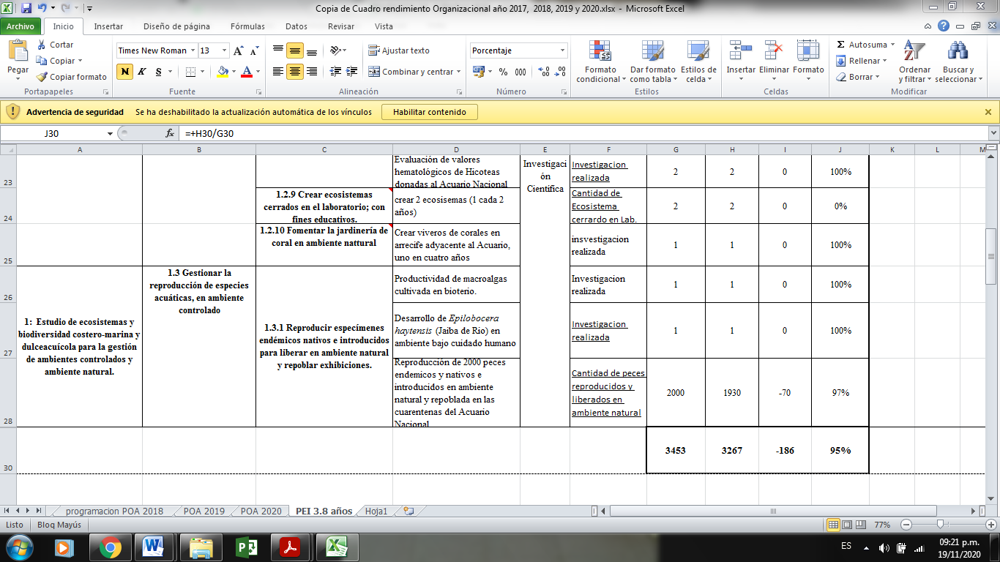 Copia de Cuadro rendimiento Organizacional año 2017, 2018, 2019 y 2020.xlsx - Microsoft Excel
Archivo Inicio Insertar Diseño de página Fórmulas Datos Revisar Vista
Pegar
Cortar
Copiar
Copiar formato
Portapapeles
Times New Roman 13
N K S
Fuente
Ajustar texto
Combinar y centrar
Alineación
Porcentaje
% 000
Número
Formato condicional
Dar formato como tabla
Estilos de celda
Estilos
Insertar Eliminar Formato
Celdas
Autosuma
Rellenar
Borrar
Ordenar y filtrar
Buscar y seleccionar
Modificar
Advertencia de seguridad Se ha deshabilitado la actualización automática de los vínculos Habilitar contenido
J30 fx =+H30/G30
A B C D E F G H I J K L M
23
Evaluación de valores
hematológicos de Hicoteas
donadas al Acuario Nacional
Investigaci
ón
Científica
Investigacion
realizada
2 2 0 100%
24
1.2.9 Crear ecosistemas
cerrados en el laboratorio; con
fines educativos.
crear 2 ecosisemas (1 cada 2
años)
Cantidad de
Ecosistema
cerrardo en Lab.
2 2 0 0%
25
1.2.10 Fomentar la jardinería de
coral en ambiente nattural
Crear viveros de corales en
arrecife adyacente al Acuario,
uno en cuatro años
insvestigacion
realizada
1 1 0 100%
1: Estudio de ecosistemas y
biodiversidad costero-marina y
dulceacuícola para la gestión
de ambientes controlados y
ambiente natural.
1.3 Gestionar la
reproducción de especies
acuáticas, en ambiente
controlado
1.3.1 Reproducir especímenes
endémicos nativos e introducidos
para liberar en ambiente natural
y repoblar exhibiciones.
26
Productividad de macroalgas
cultivada en bioterio.
Investigacion
realizada
1 1 0 100%
27
Desarrollo de Epilobocera
haytensis (Jaiba de Rio) en
ambiente bajo cuidado humano
Investigacion
realizada
1 1 0 100%
28
Reproducción de 2000 peces
endemicos y nativos e
introducidos en ambiente
natural y repoblada en las
cuarentenas del Acuario
Nacional
Cantidad de peces
reproducidos y
liberados en
ambiente natural
2000 1930 -70 97%
30
3453 3267 -186 95%
programacion POA 2018 POA 2019 POA 2020 PEI 3.8 años Hoja1
Listo Bloq Mayús 77%
ES 09:21 p.m.
19/11/2020